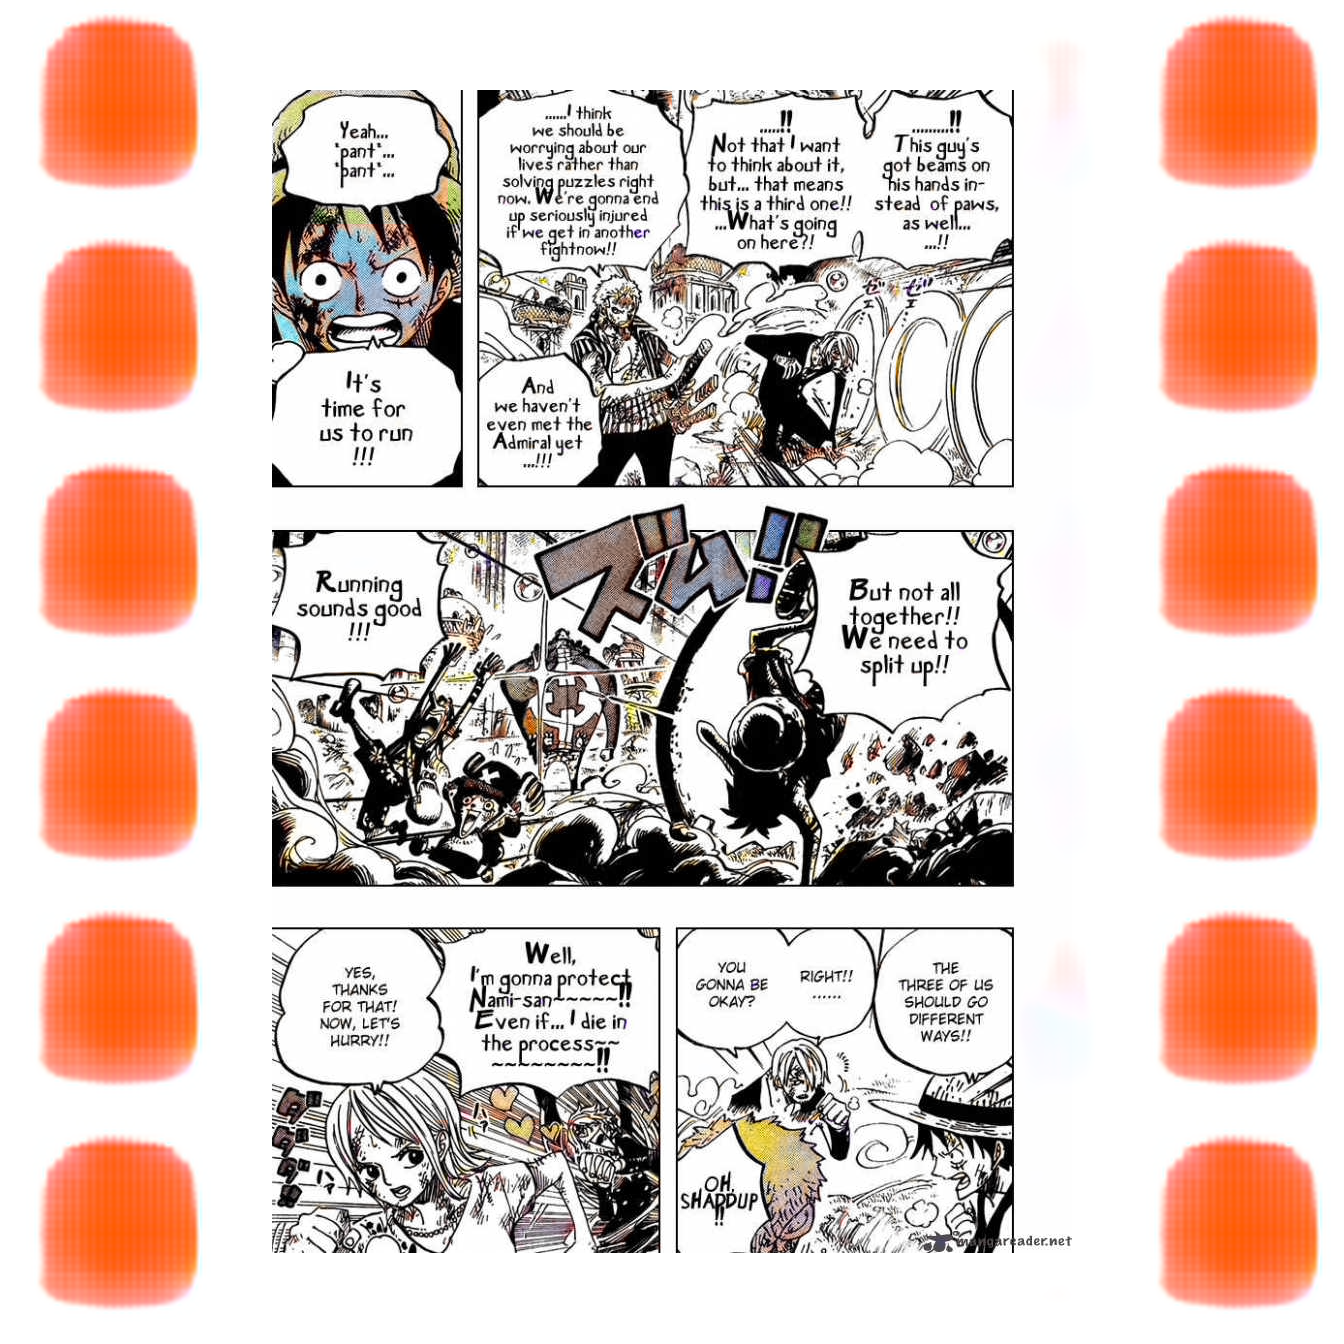 Yeah...
*pant*...
*pant*...
It's
time for
us to run
!!!
......I think
we should be
worrying about our
lives rather than
solving puzzles right
now. We're gonna end
up seriously injured
if we get in another
fightnow!!
And
we haven't
even met the
Admiral yet
...!!!
.....!!
Not that I want
to think about it,
but... that means
this is a third one!!
...What's going
on here?!
.........!!
This guy's
got beams on
his hands in-
stead of paws,
as well...
...!!
ゼェ ゼェ
Running
sounds good
!!!
ズム!!
But not all
together!!
We need to
split up!!
YES,
THANKS
FOR THAT!
NOW, LET'S
HURRY!!
Well,
I'm gonna protect
Nami-san~~~~~!!
Even if... I die in
the process~~
~~~~~~~~!!
YOU
GONNA BE
OKAY?
RIGHT!!
......
THE
THREE OF US
SHOULD GO
DIFFERENT
WAYS!!
OH,
SHADDUP
!!
mangareader.net